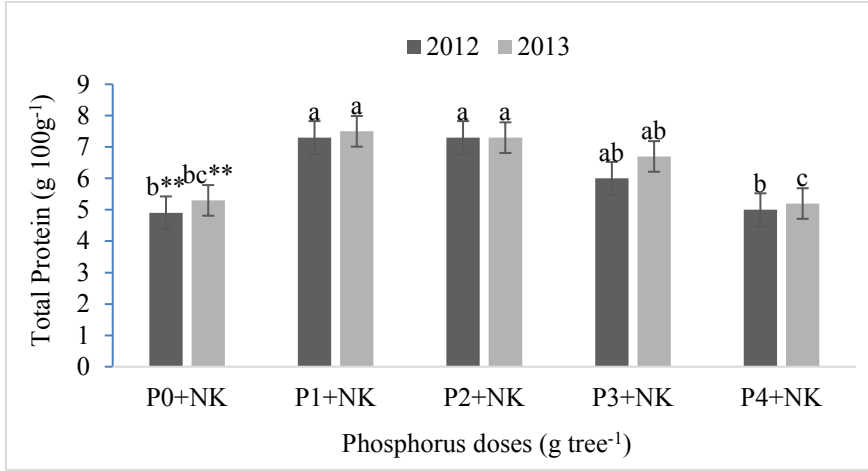 2012 2013
Total Protein (g 100g⁻¹)
9
8
7
6
5
4
3
2
1
0
b** bc** a a a a ab ab b c
P0+NK P1+NK P2+NK P3+NK P4+NK
Phosphorus doses (g tree⁻¹)